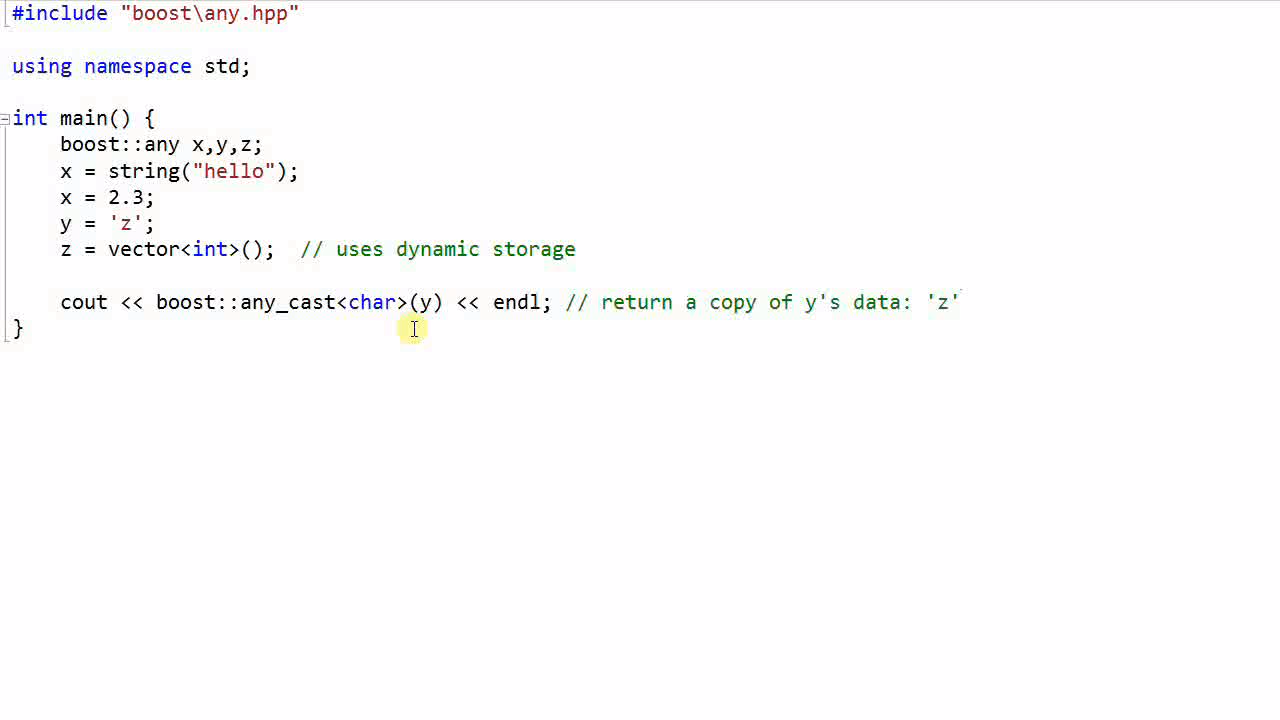 #include "boost\any.hpp"
using namespace std;
int main() {
boost::any x,y,z;
x = string("hello");
x = 2.3;
y = 'z';
z = vector<int>();  // uses dynamic storage
cout << boost::any_cast<char>(y) << endl; // return a copy of y's data: 'z'
}